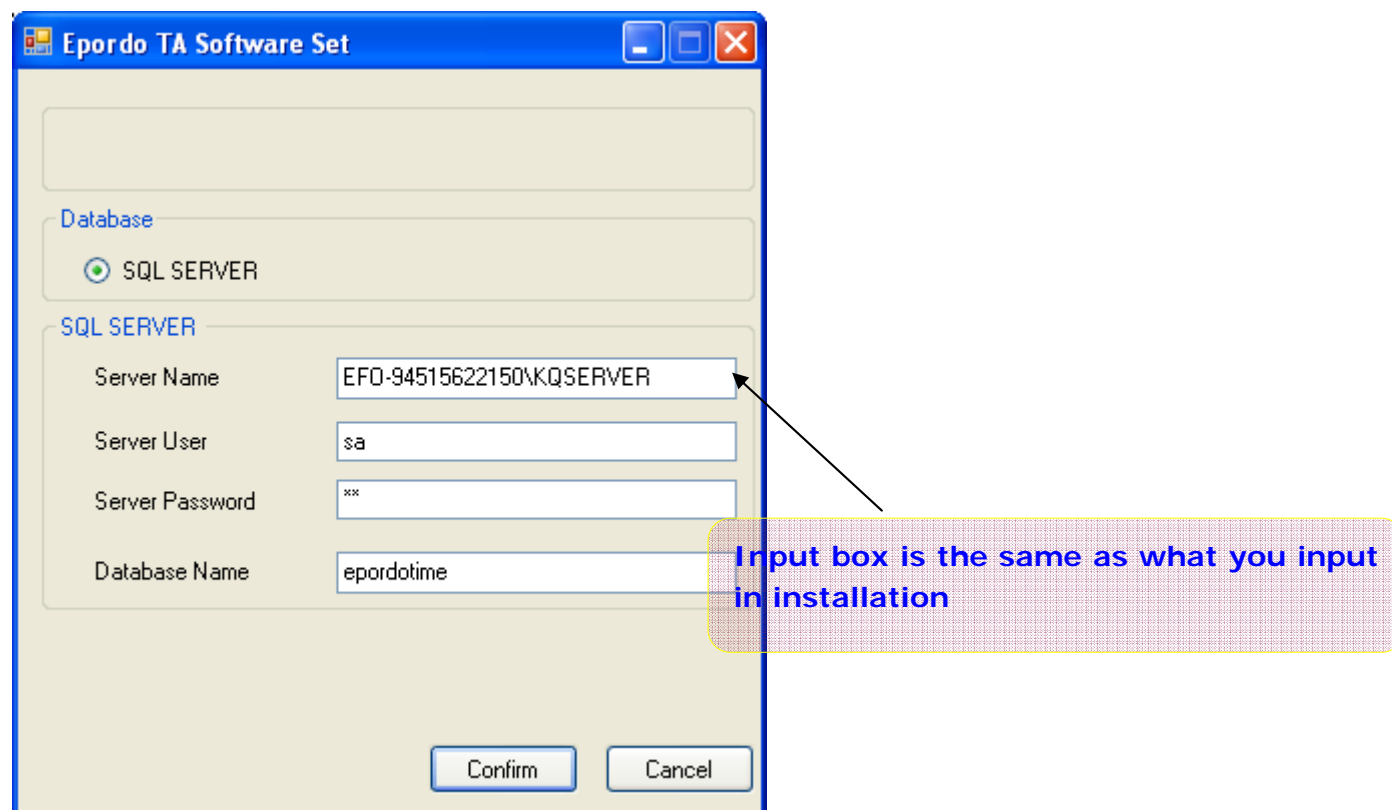 Epordo TA Software Set
Database
SQL SERVER
SQL SERVER
Server Name EFO-94515622150\KQSERVER
Server User sa
Server Password **
Database Name epordotime
Input box is the same as what you input
in installation
Confirm Cancel